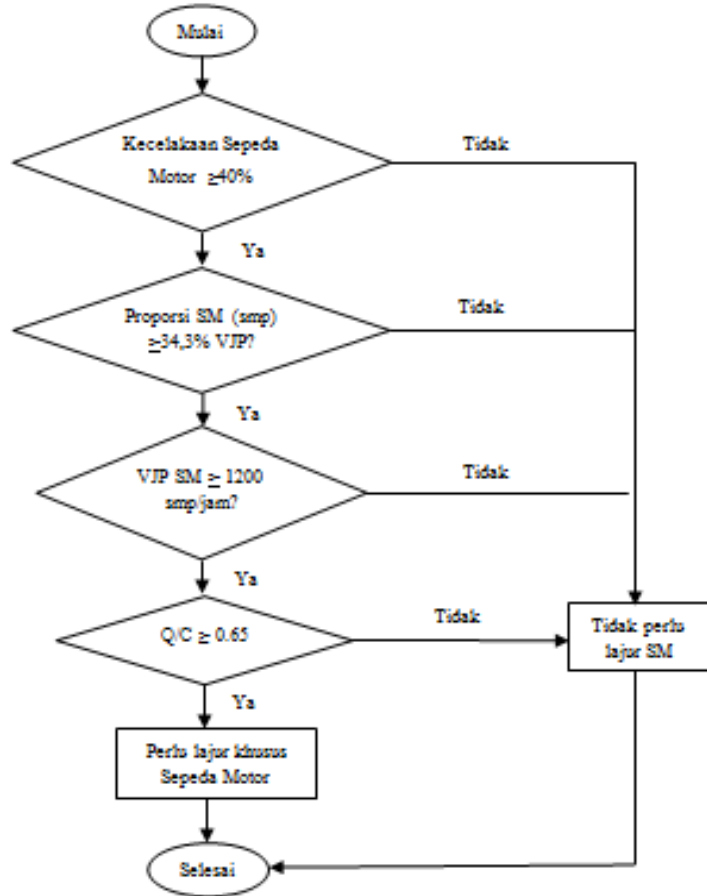 Mulai
Kecelakaan Sepeda
Motor ≥40%
Tidak
Ya
Proporsi SM (smp)
≥34,3% VJP?
Tidak
Ya
VJP SM ≥ 1200
smp/jam?
Tidak
Ya
Q/C ≥ 0.65
Tidak
Tidak perlu
lajur SM
Ya
Perlu lajur khusus
Sepeda Motor
Selesai